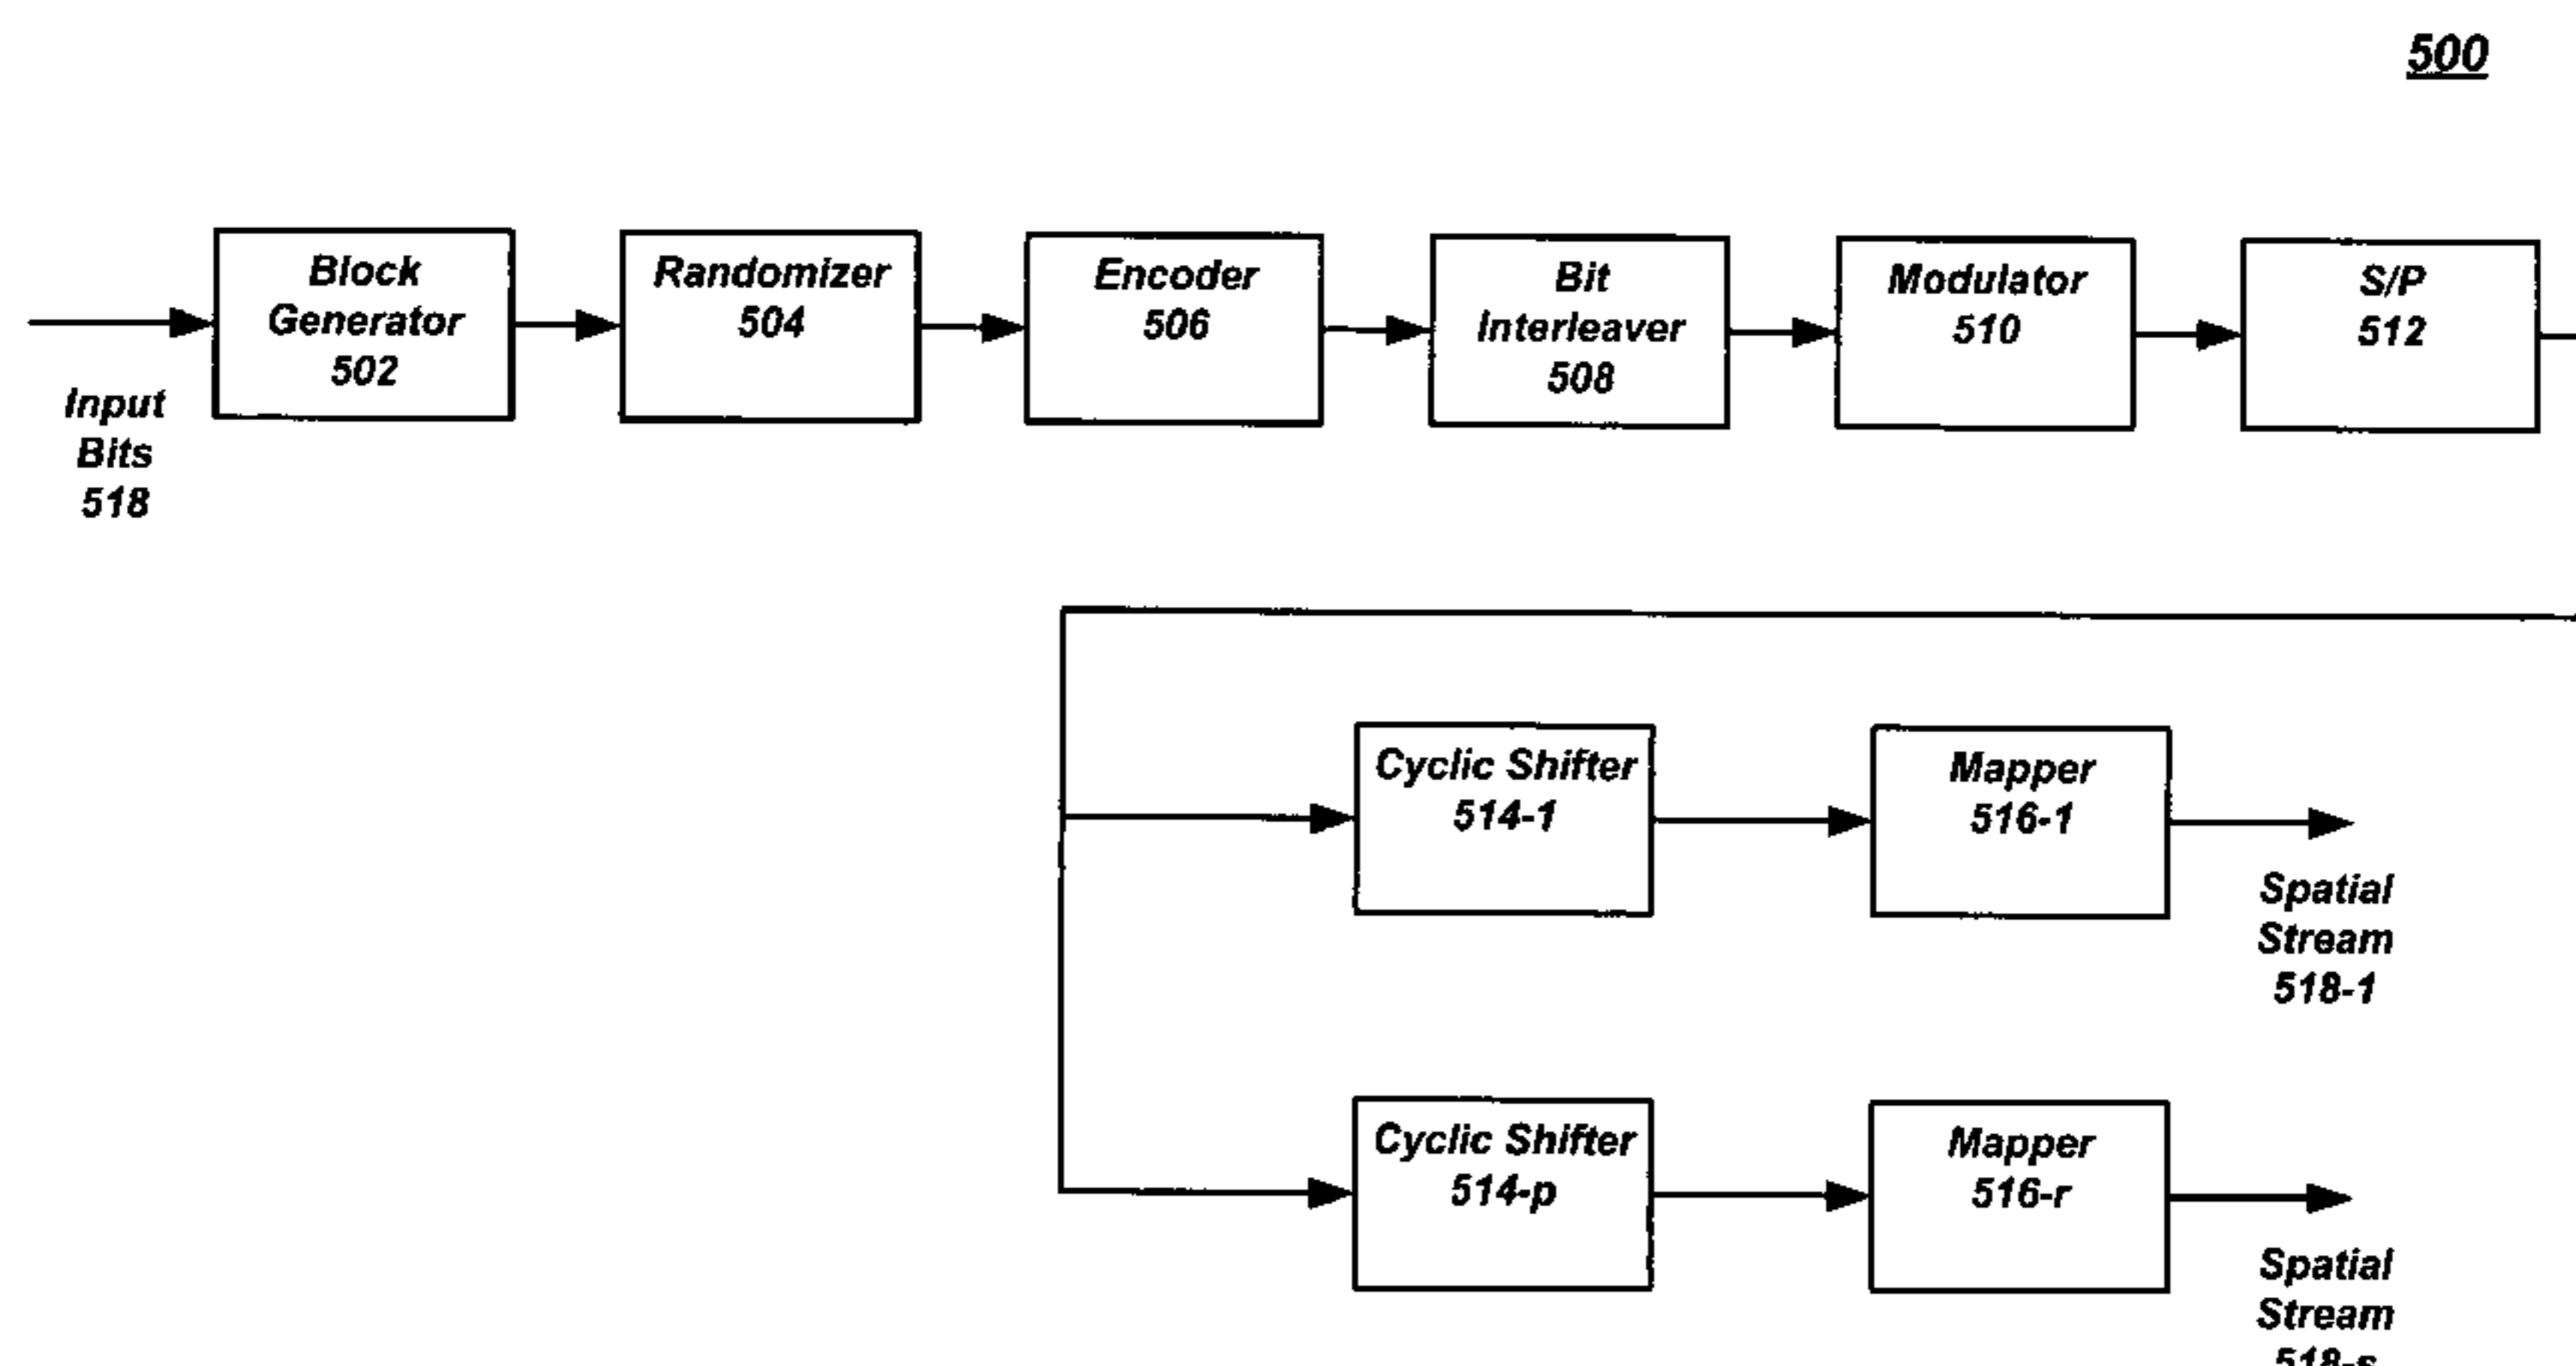 500
Block
Generator
502
Randomizer
504
Encoder
506
Bit
Interleaver
508
Modulator
510
S/P
512
Input
Bits
518
Cyclic Shifter
514-1
Mapper
516-1
Spatial
Stream
518-1
Cyclic Shifter
514-p
Mapper
516-r
Spatial
Stream
518-s